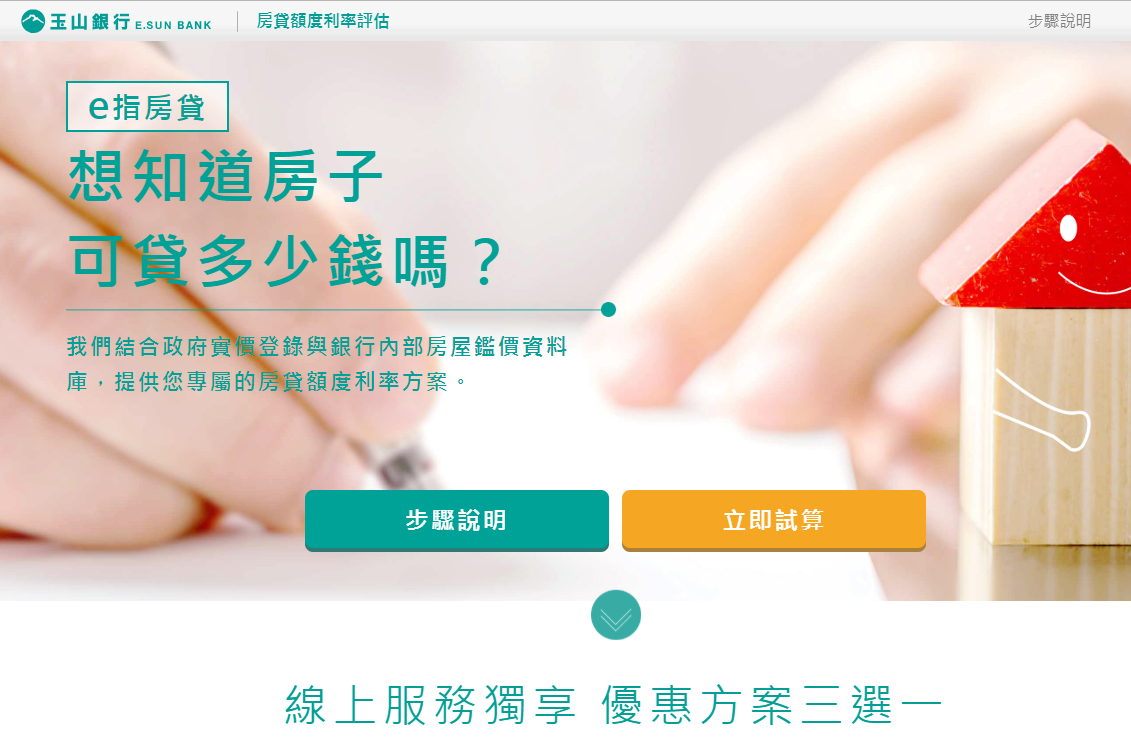 玉山銀行 E.SUN BANK 房貸額度利率評估 步驟說明
e指房貸
想知道房子
可貸多少錢嗎？
我們結合政府實價登錄與銀行內部房屋鑑價資料
庫，提供您專屬的房貸額度利率方案。
步驟說明 立即試算
線上服務獨享 優惠方案三選一